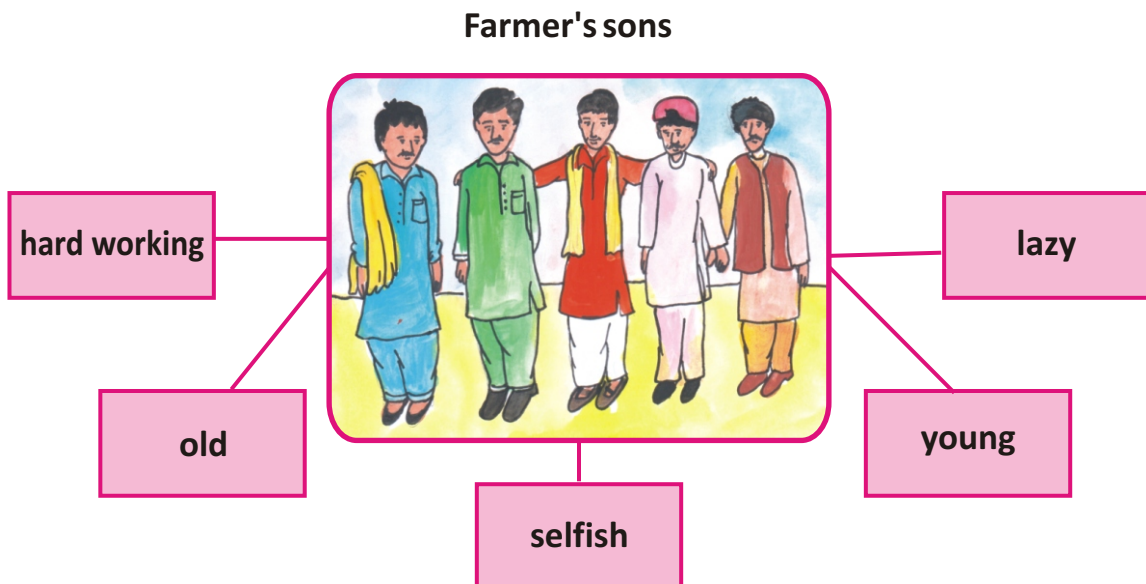 Farmer's sons
hard working
lazy
old
young
selfish